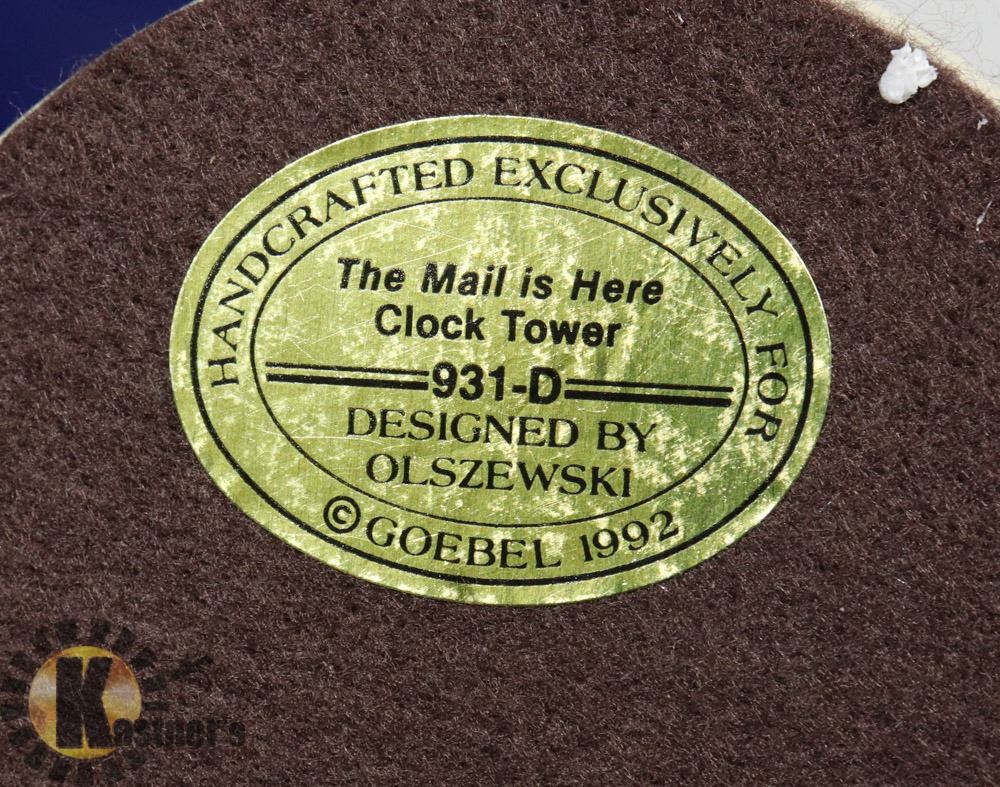 HANDCRAFTED EXCLUSIVELY FOR
The Mail is Here
Clock Tower
931-D
DESIGNED BY
OLSZEWSKI
© GOEBEL 1992
Kastner's